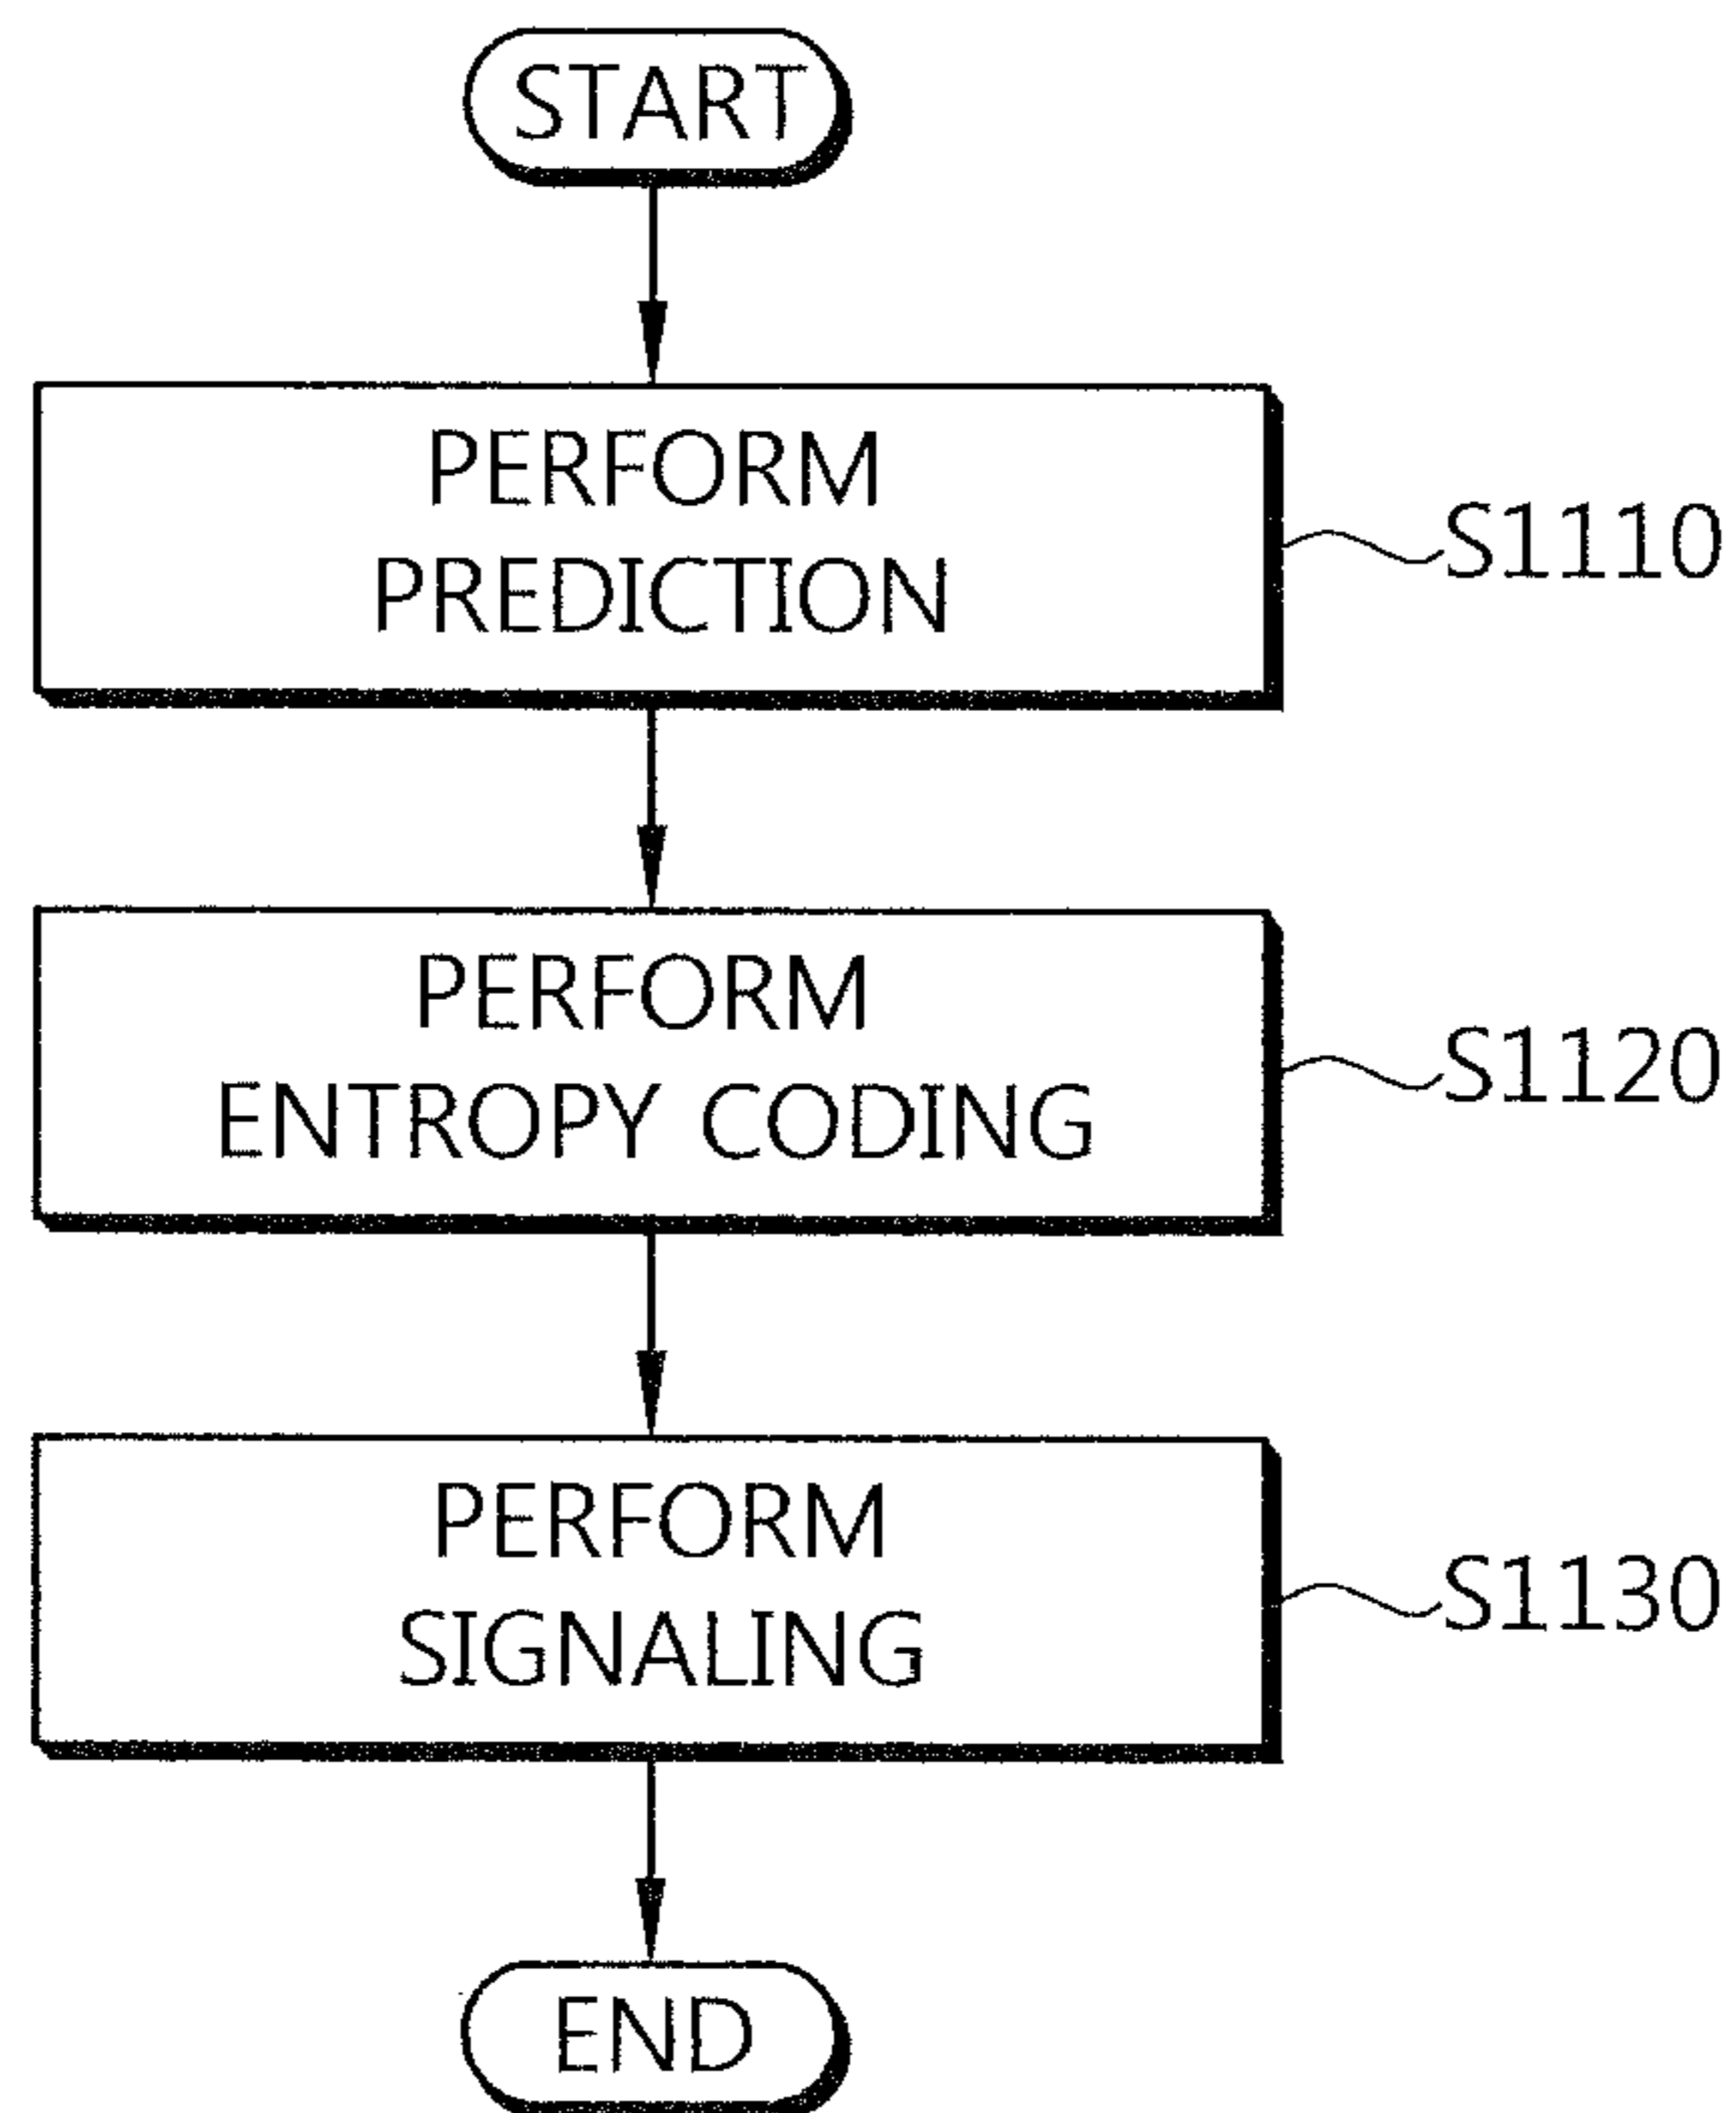 START
PERFORM
PREDICTION
S1110
PERFORM
ENTROPY CODING
S1120
PERFORM
SIGNALING
S1130
END